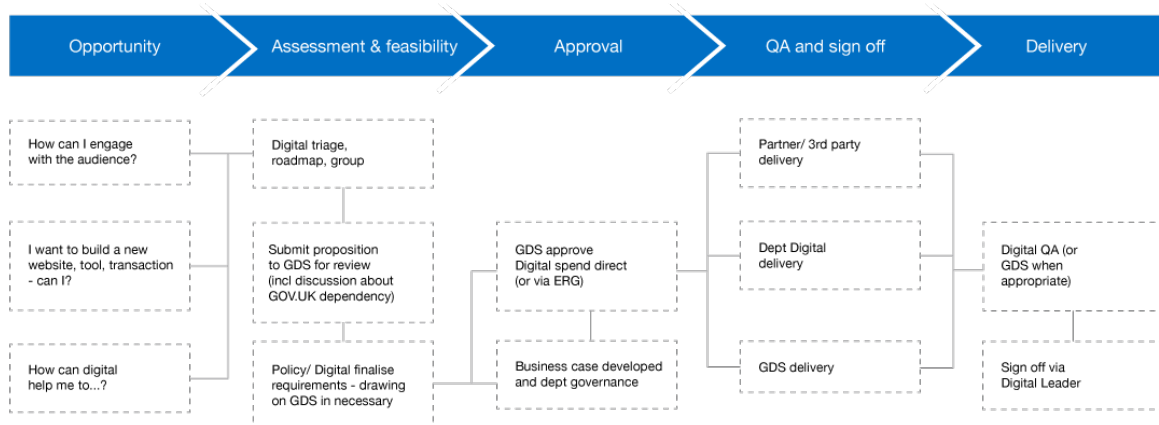 Opportunity
Assessment & feasibility
Approval
QA and sign off
Delivery
How can I engage
with the audience?
I want to build a new
website, tool, transaction
- can I?
How can digital
help me to...?
Digital triage,
roadmap, group
Submit proposition
to GDS for review
(incl discussion about
GOV.UK dependency)
Policy/ Digital finalise
requirements - drawing
on GDS in necessary
GDS approve
Digital spend direct
(or via ERG)
Business case developed
and dept governance
Partner/ 3rd party
delivery
Dept Digital
delivery
GDS delivery
Digital QA (or
GDS when
appropriate)
Sign off via
Digital Leader